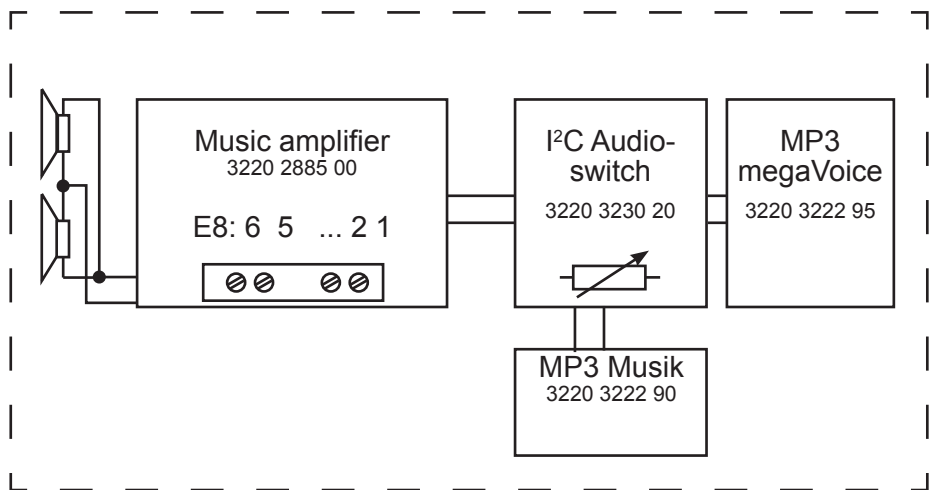 Music amplifier
3220 2885 00
E8: 6 5 ... 2 1
I²C Audio-
switch
3220 3230 20
MP3
megaVoice
3220 3222 95
MP3 Musik
3220 3222 90